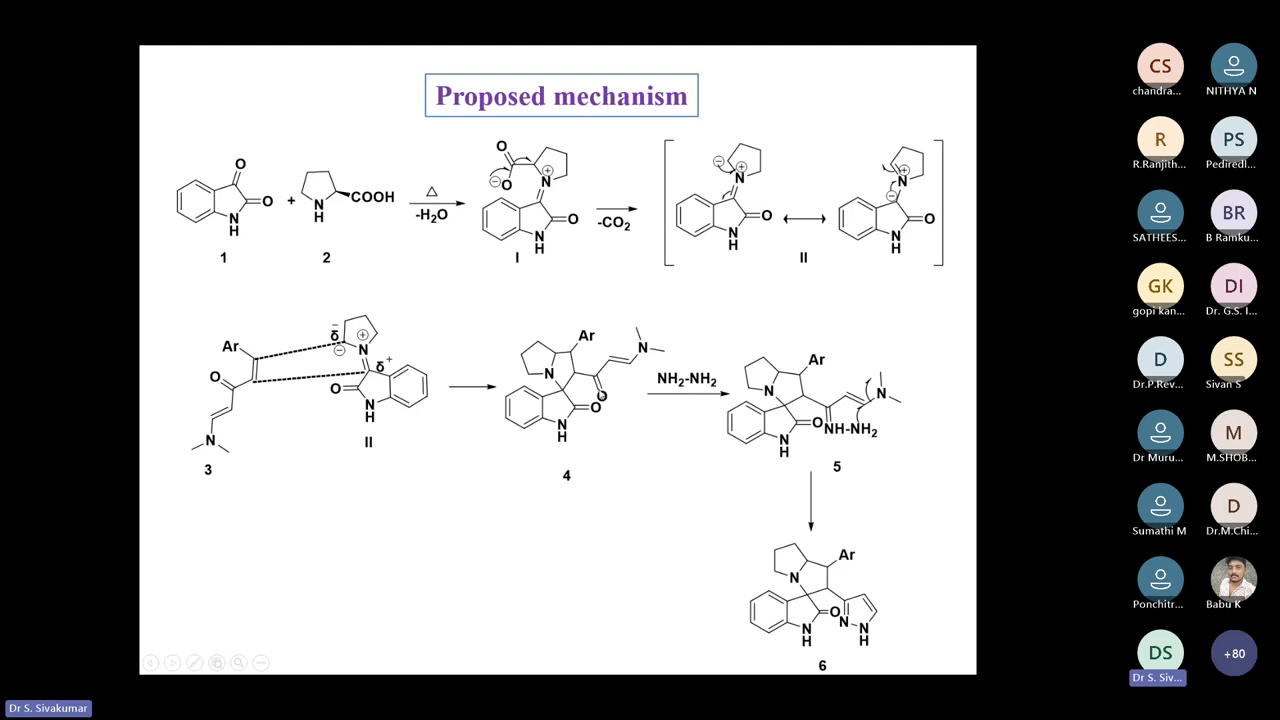 Proposed mechanism
O
O
N
H
1
+
N
H
COOH
2
△
-H₂O
O
O
N
O
N
H
I
-CO₂
N
O
N
H
N
O
N
H
II
Ar
O
N
3
δ-
N
δ+
O
N
H
II
Ar
N
N
O
O
N
H
4
NH₂-NH₂
Ar
N
N
O
NH-NH₂
N
H
5
Ar
N
O
N
N
H
N
H
6
CS
chandra...
NITHYA N
R
R.Ranjith...
PS
Pediredl...
SATHEES...
BR
B Ramku...
GK
gopi kan...
DI
Dr. G.S. I...
D
Dr.P.Rev...
SS
Sivan S
Dr Muru...
M
M.SHOB...
Sumathi M
D
Dr.M.Chi...
Ponchitr...
Babu K
DS
Dr S. Siv...
+80
Dr S. Sivakumar